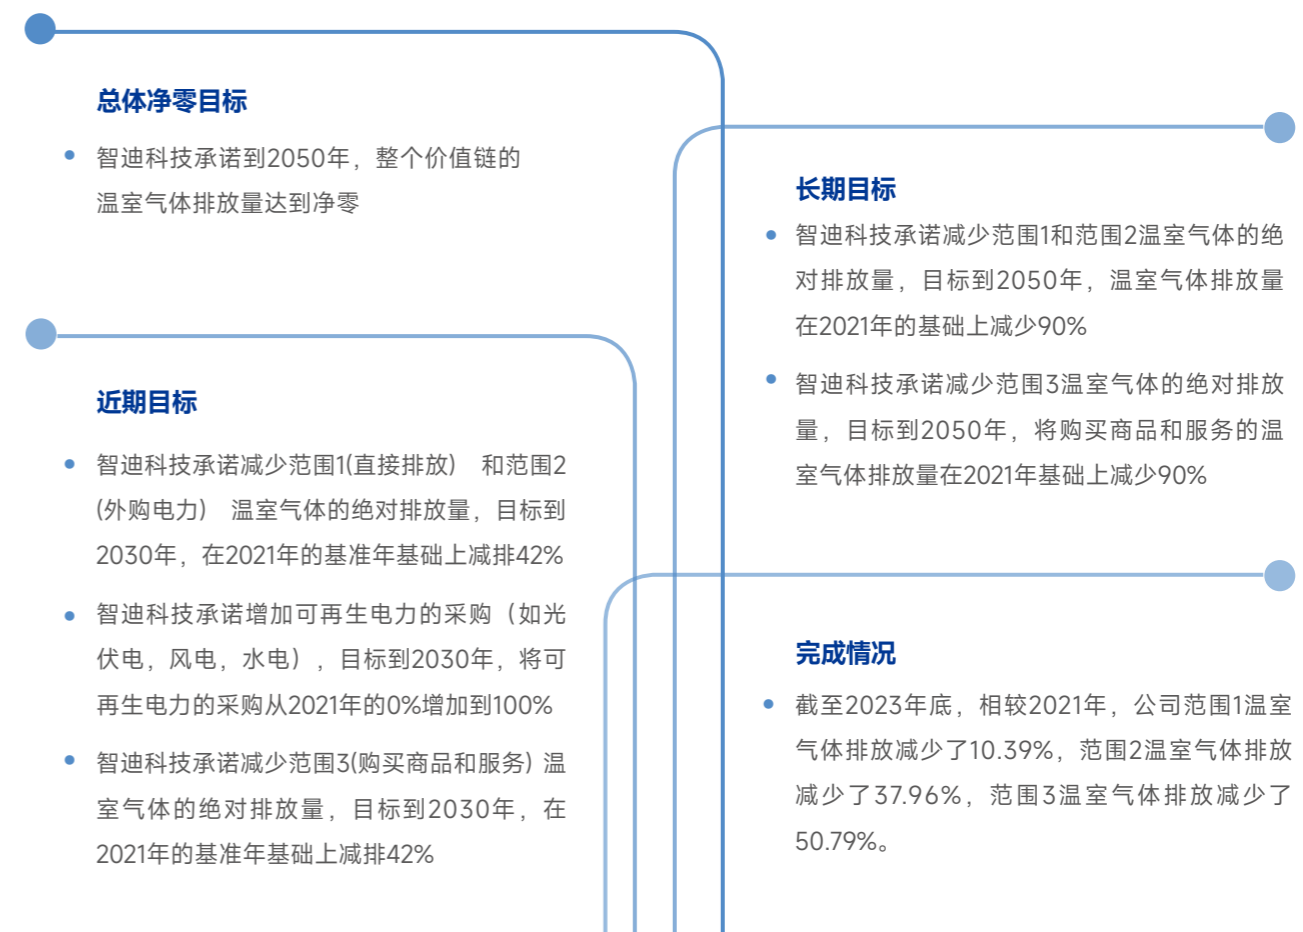 总体净零目标
智迪科技承诺到2050年，整个价值链的
温室气体排放量达到净零
近期目标
智迪科技承诺减少范围1(直接排放） 和范围2
(外购电力） 温室气体的绝对排放量，目标到
2030年，在2021年的基准年基础上减排42%
智迪科技承诺增加可再生电力的采购（如光
伏电，风电，水电），目标到2030年，将可
再生电力的采购从2021年的0%增加到100%
智迪科技承诺减少范围3(购买商品和服务) 温
室气体的绝对排放量，目标到2030年，在
2021年的基准年基础上减排42%
长期目标
智迪科技承诺减少范围1和范围2温室气体的绝
对排放量，目标到2050年，温室气体排放量
在2021年的基础上减少90%
智迪科技承诺减少范围3温室气体的绝对排放
量，目标到2050年，将购买商品和服务的温
室气体排放量在2021年基础上减少90%
完成情况
截至2023年底，相较2021年，公司范围1温室
气体排放减少了10.39%，范围2温室气体排放
减少了37.96%，范围3温室气体排放减少了
50.79%。